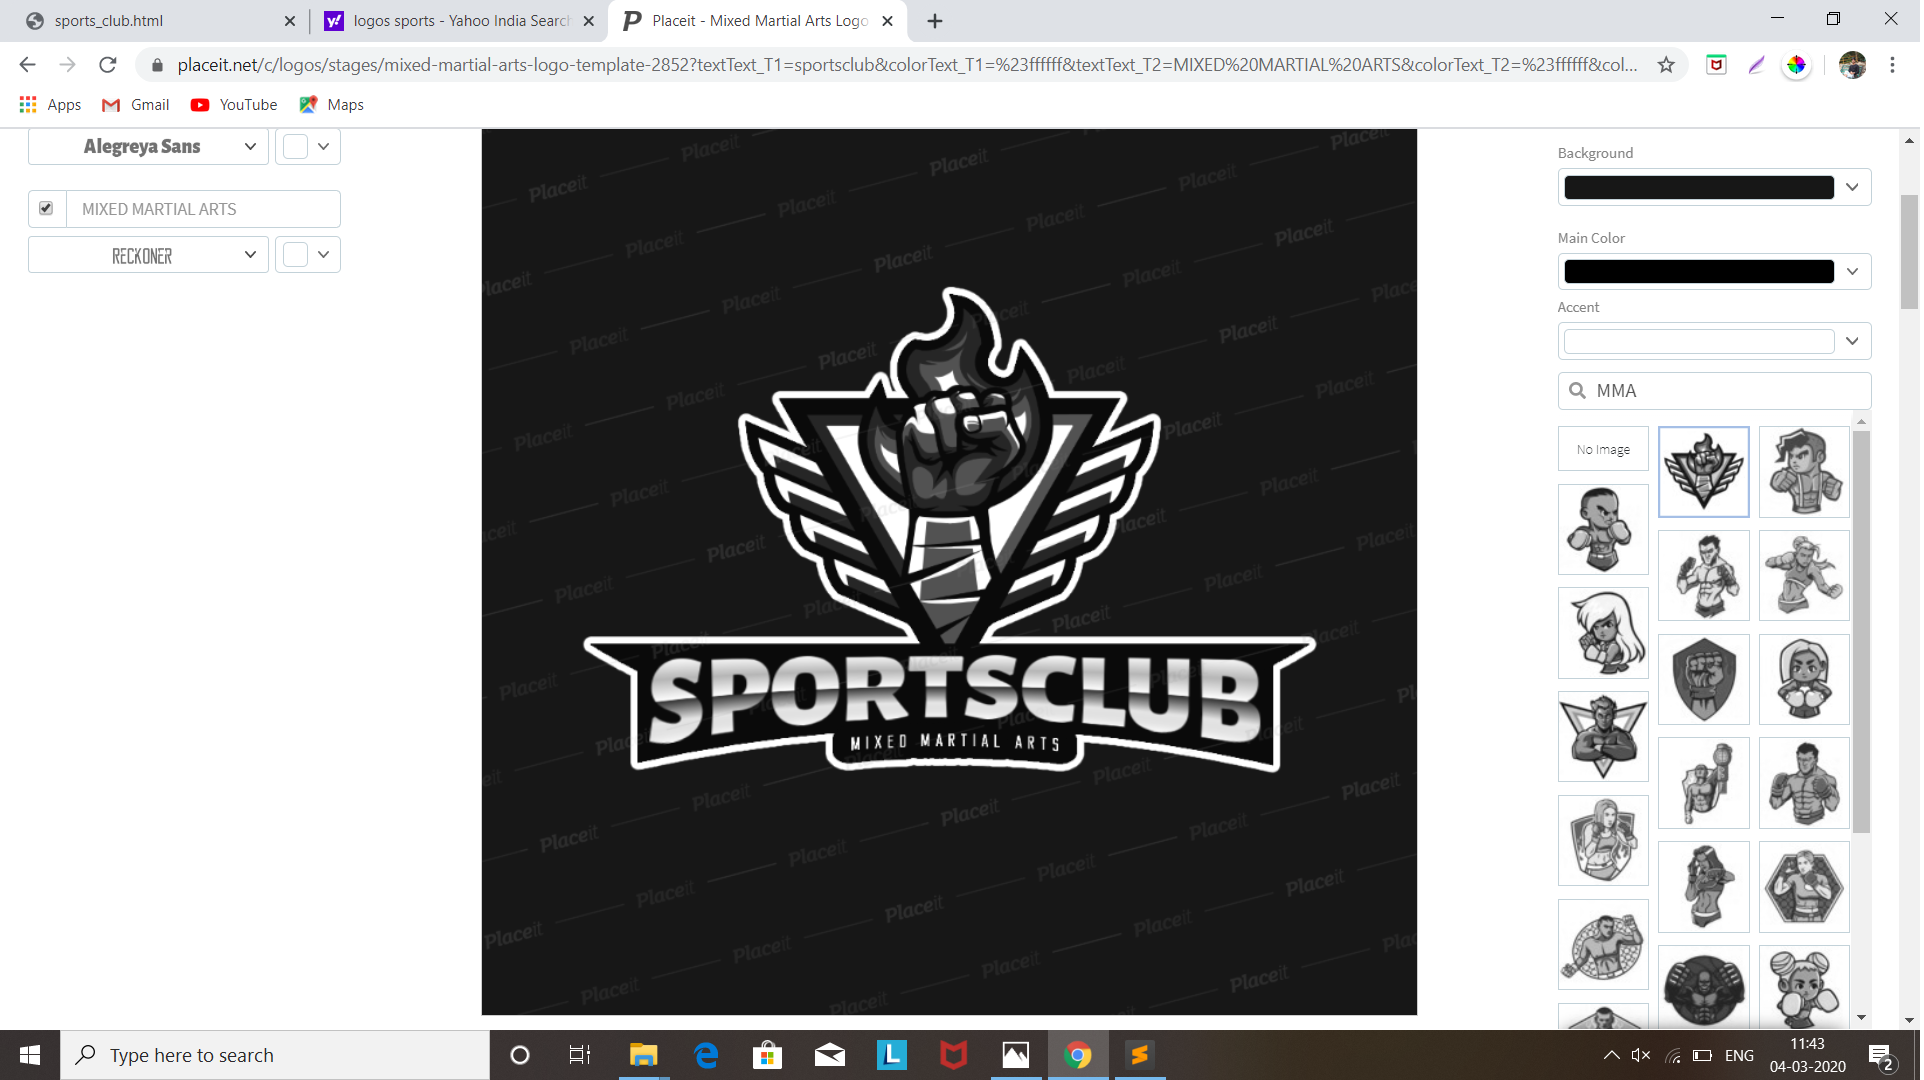 sports_club.html
logos sports - Yahoo India Search
Placeit - Mixed Martial Arts Logo
placeit.net/c/logos/stages/mixed-martial-arts-logo-template-2852?textText_T1=sportsclub&colorText_T1=%23ffffff&textText_T2=MIXED%20MARTIAL%20ARTS&colorText_T2=%23ffffff&col...
Apps
Gmail
YouTube
Maps
Alegreya Sans
MIXED MARTIAL ARTS
RECKONER
Placeit
SPORTSCLUB
MIXED MARTIAL ARTS
Background
Main Color
Accent
MMA
No Image
Type here to search
ENG
11:43
04-03-2020
2